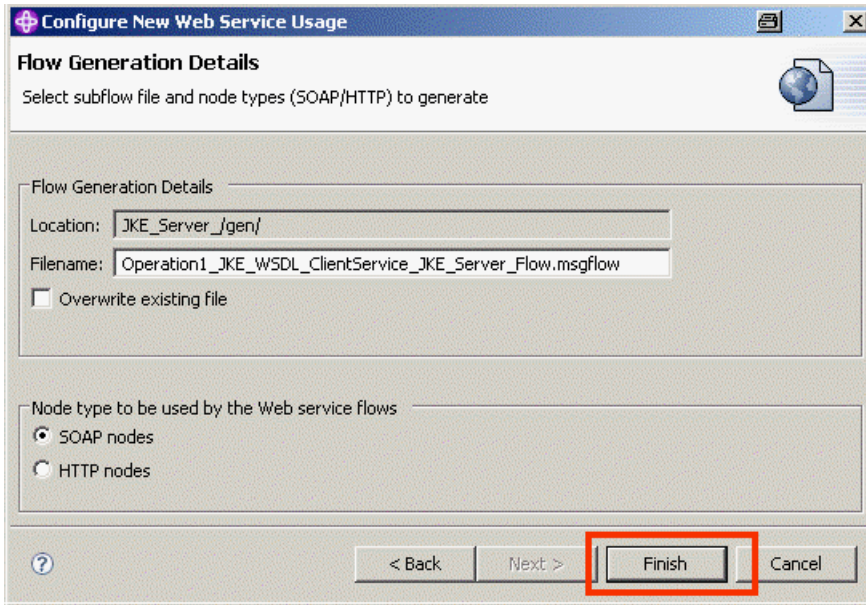 Configure New Web Service Usage
Flow Generation Details
Select subflow file and node types (SOAP/HTTP) to generate
Flow Generation Details
Location: JKE_Server_/gen/
Filename: Operation1_JKE_WSDL_ClientService_JKE_Server_Flow.msgflow
Overwrite existing file
Node type to be used by the Web service flows
SOAP nodes
HTTP nodes
? < Back Next > Finish Cancel